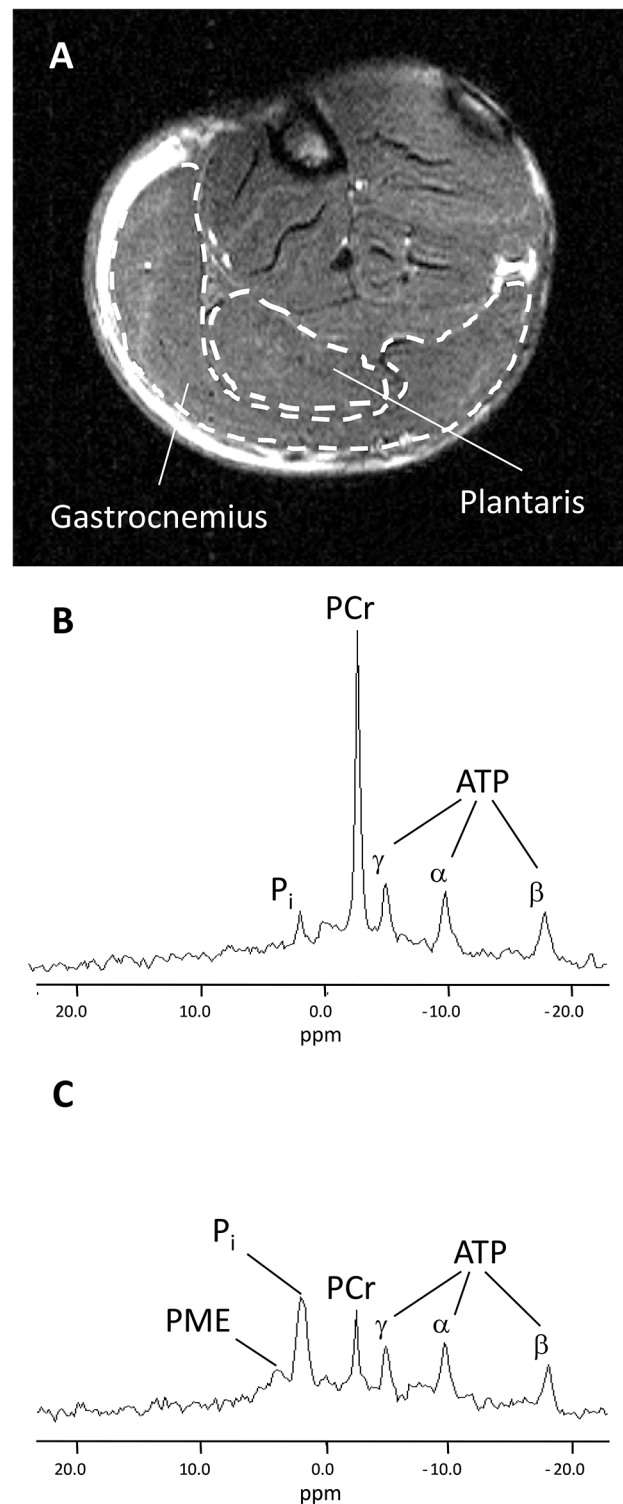 A
Gastrocnemius
Plantaris
B
PCr
ATP
γ
α
β
Pi
20.0 10.0 0.0 -10.0 -20.0
ppm
C
Pi
ATP
PCr
PME
γ
α
β
20.0 10.0 0.0 -10.0 -20.0
ppm